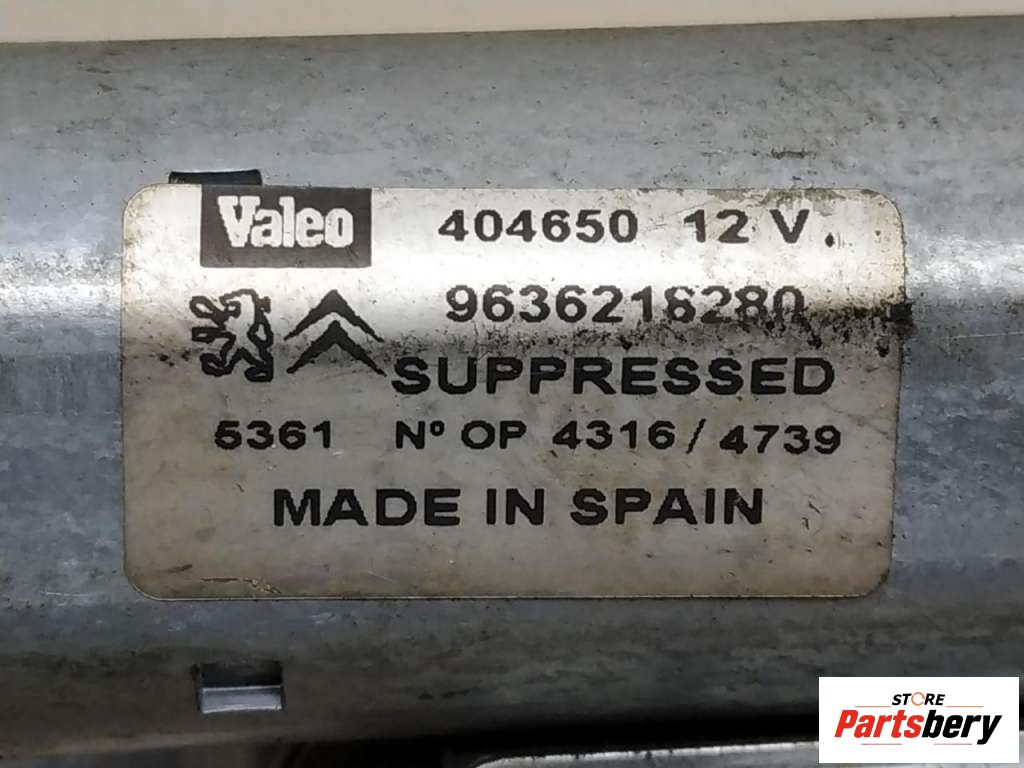 Valeo 404650 12 V.
9636218280
SUPPRESSED
5361 Nº OP 4316 / 4739
MADE IN SPAIN
STORE
Partsbery